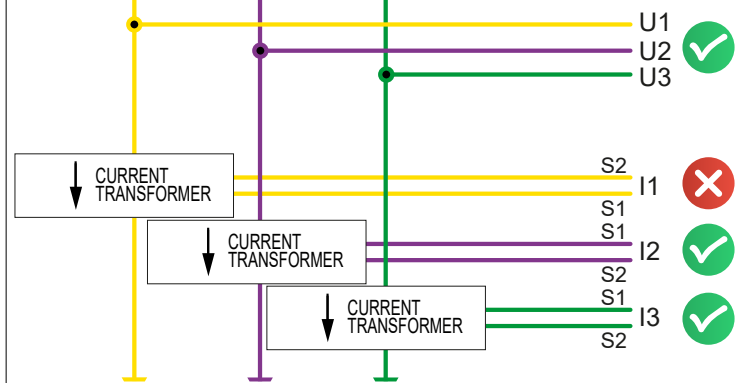 U1
U2
U3
S2
CURRENT
TRANSFORMER
I1
S1
S1
CURRENT
TRANSFORMER
I2
S2
S1
CURRENT
TRANSFORMER
I3
S2